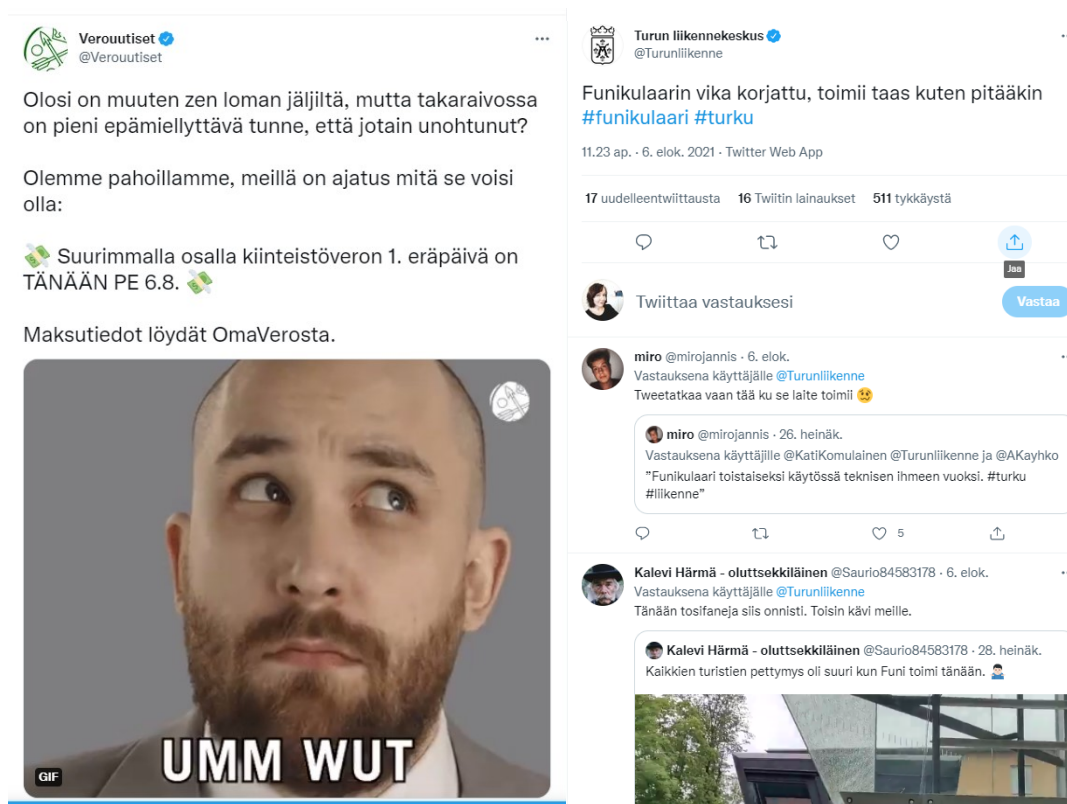 Verouutiset
@Verouutiset
Olosi on muuten zen loman jäljiltä, mutta takaraivossa
on pieni epämiellyttävä tunne, että jotain unohtunut?
Olemme pahoillamme, meillä on ajatus mitä se voisi
olla:
💸 Suurimmalla osalla kiinteistöveron 1. eräpäivä on
TÄNÄÄN PE 6.8. 💸
Maksutiedot löydät OmaVerosta.
UMM WUT
GIF
Turun liikennekeskus
@Turunliikenne
Funikulaarin vika korjattu, toimii taas kuten pitääkin
#funikulaari #turku
11.23 ap. · 6. elok. 2021 · Twitter Web App
17 uudelleentwiittausta 16 Twiitin lainaukset 511 tykkäystä
Jaa
Twiittaa vastauksesi
Vastaa
miro @mirojannis · 6. elok.
Vastauksena käyttäjälle @Turunliikenne
Tweetatkaa vaan tää ku se laite toimii 🤢
miro @mirojannis · 26. heinäk.
Vastauksena käyttäjille @KatiKomulainen @Turunliikenne ja @AKayhko
"Funikulaari toistaiseksi käytössä teknisen ihmeen vuoksi. #turku
#liikenne"
5
Kalevi Härmä - oluttsekkiläinen @Saurio84583178 · 6. elok.
Vastauksena käyttäjälle @Turunliikenne
Tänään tosifaneja siis onnisti. Toisin kävi meille.
Kalevi Härmä - oluttsekkiläinen @Saurio84583178 · 28. heinäk.
Kaikkien turistien pettymys oli suuri kun Funi toimi tänään. 🤷🏻‍♂️